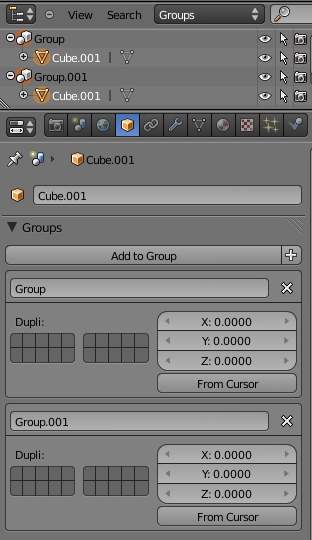 View Search Groups
Group
Cube.001
Group.001
Cube.001
Cube.001
Cube.001
Groups
Add to Group
Group
Dupli:
X: 0.0000
Y: 0.0000
Z: 0.0000
From Cursor
Group.001
Dupli:
X: 0.0000
Y: 0.0000
Z: 0.0000
From Cursor